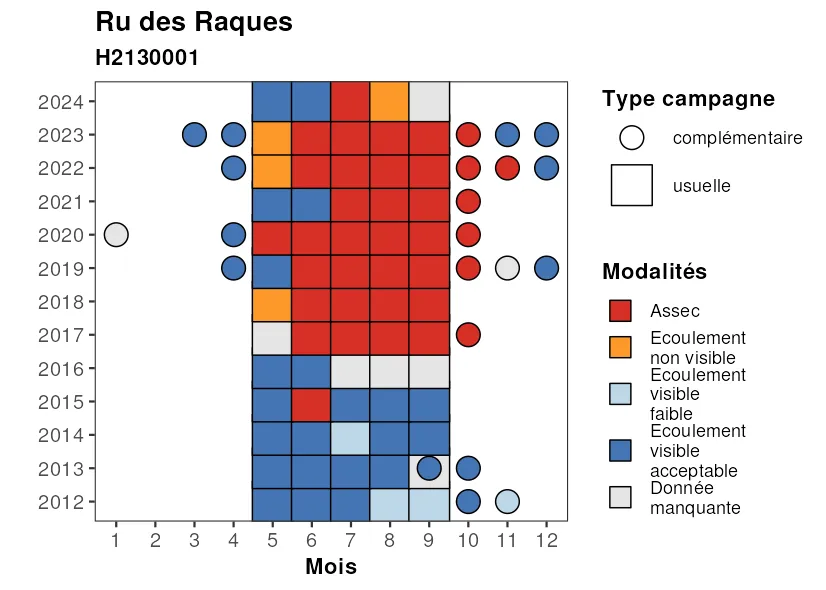 Ru des Raques
H2130001
2024
2023
2022
2021
2020
2019
2018
2017
2016
2015
2014
2013
2012
1 2 3 4 5 6 7 8 9 10 11 12
Mois
Type campagne
complémentaire
usuelle
Modalités
Assec
Ecoulement
non visible
Ecoulement
visible
faible
Ecoulement
visible
acceptable
Donnée
manquante